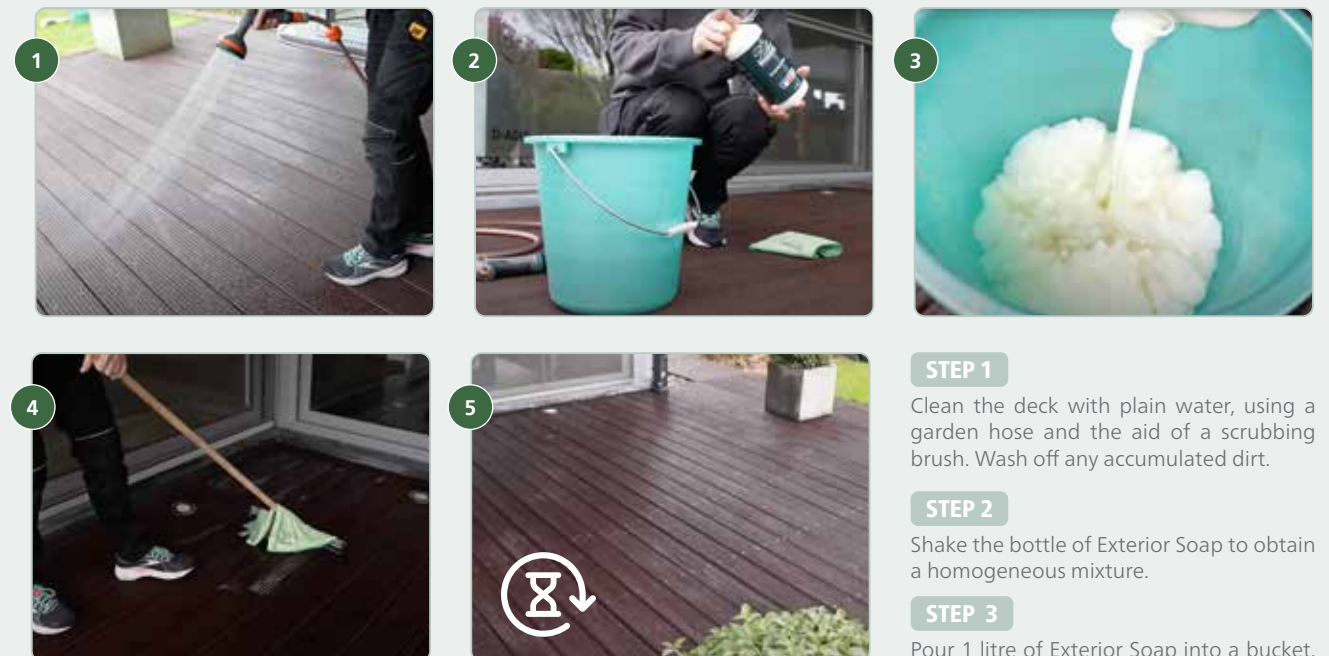 1
2
3
4
5
STEP 1
Clean the deck with plain water, using a
garden hose and the aid of a scrubbing
brush. Wash off any accumulated dirt.
STEP 2
Shake the bottle of Exterior Soap to obtain
a homogeneous mixture.
STEP 3
Pour 1 litre of Exterior Soap into a bucket.